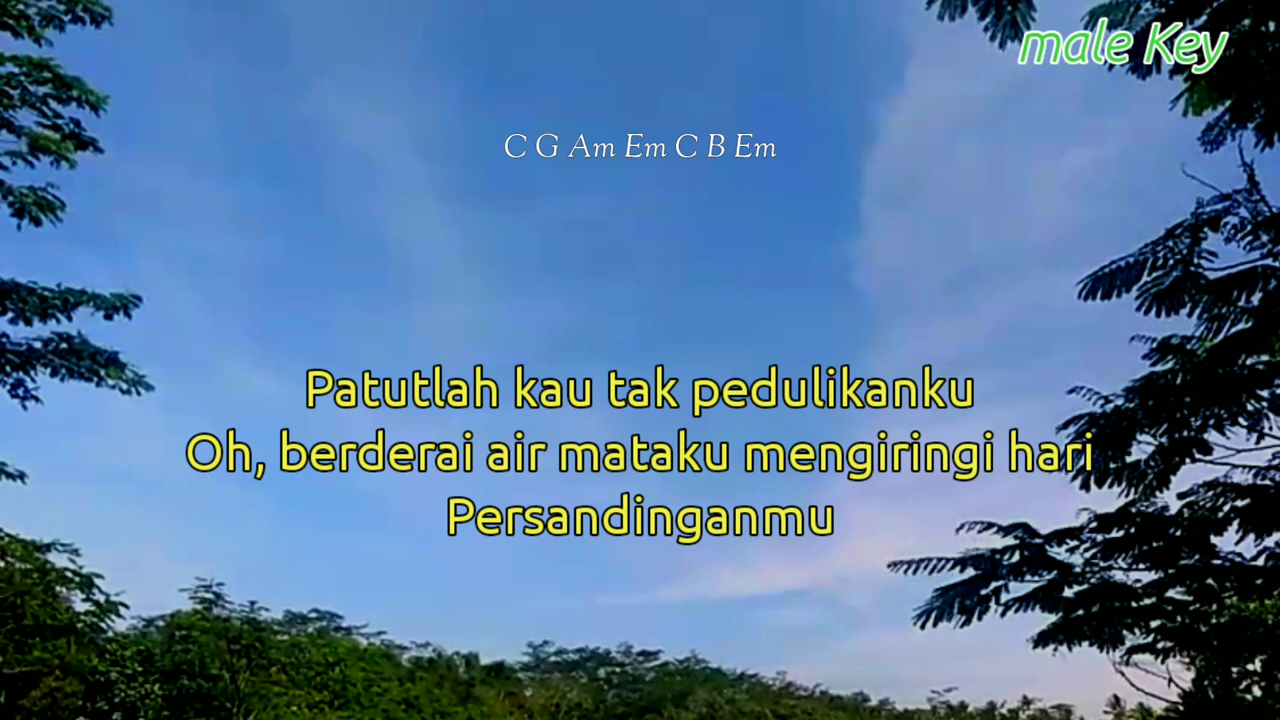 male Key
C G Am Em C B Em
Patutlah kau tak pedulikanku
Oh, berderai air mataku mengiringi hari
Persandinganmu